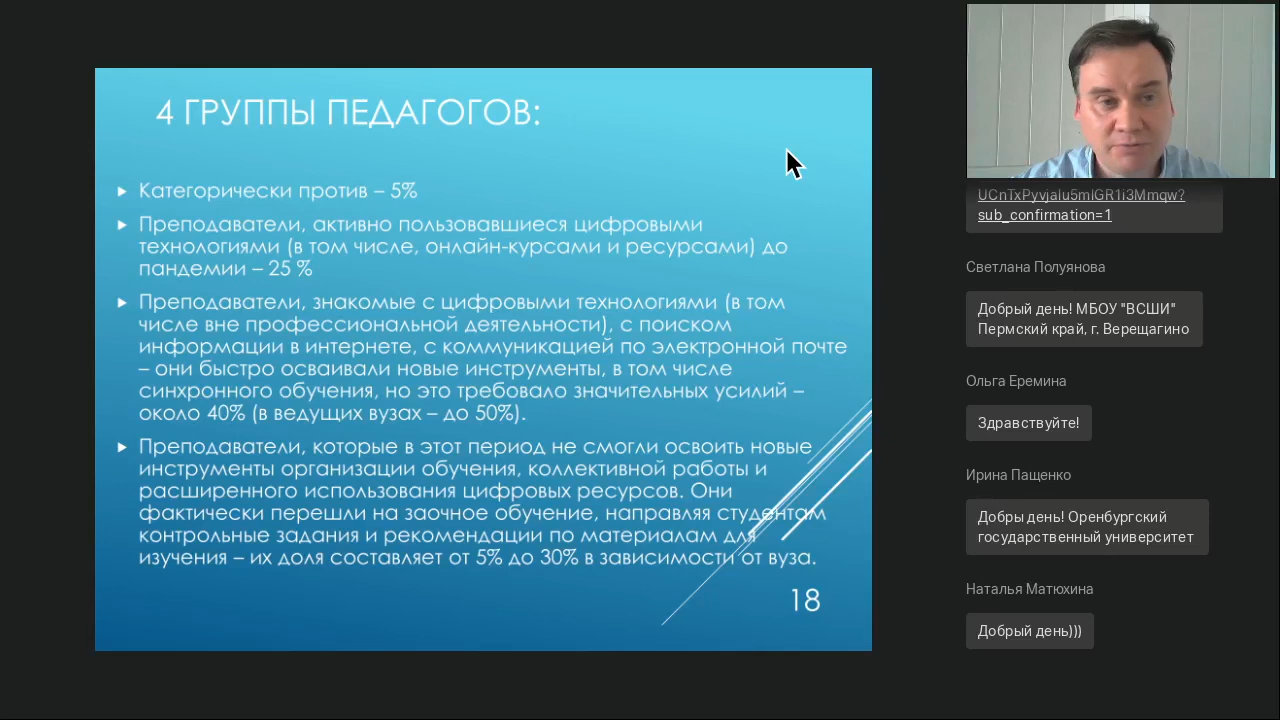 4 ГРУППЫ ПЕДАГОГОВ:
Категорически против – 5%
Преподаватели, активно пользовавшиеся цифровыми
технологиями (в том числе, онлайн-курсами и ресурсами) до
пандемии – 25 %
Преподаватели, знакомые с цифровыми технологиями (в том
числе вне профессиональной деятельности), с поиском
информации в интернете, с коммуникацией по электронной почте
– они быстро осваивали новые инструменты, в том числе
синхронного обучения, но это требовало значительных усилий –
около 40% (в ведущих вузах – до 50%).
Преподаватели, которые в этот период не смогли освоить новые
инструменты организации обучения, коллективной работы и
расширенного использования цифровых ресурсов. Они
фактически перешли на заочное обучение, направляя студентам
контрольные задания и рекомендации по материалам для
изучения – их доля составляет от 5% до 30% в зависимости от вуза.
18
sub_confirmation=1
Светлана Полуянова
Добрый день! МБОУ "ВСШИ"
Пермский край, г. Верещагино
Ольга Еремина
Здравствуйте!
Ирина Пащенко
Добры день! Оренбургский
государственный университет
Наталья Матюхина
Добрый день)))